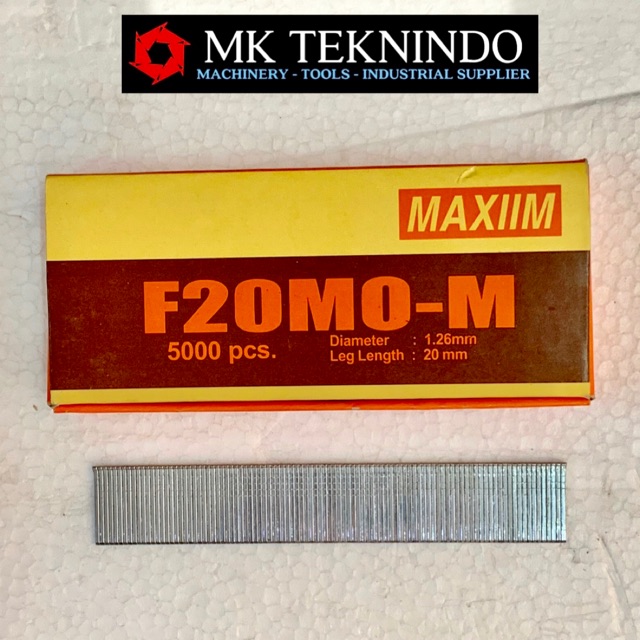 MK TEKNINDO
MACHINERY - TOOLS - INDUSTRIAL SUPPLIER
MAXIIM
F20MO-M
5000 pcs.
Diameter : 1.26mm
Leg Length : 20 mm